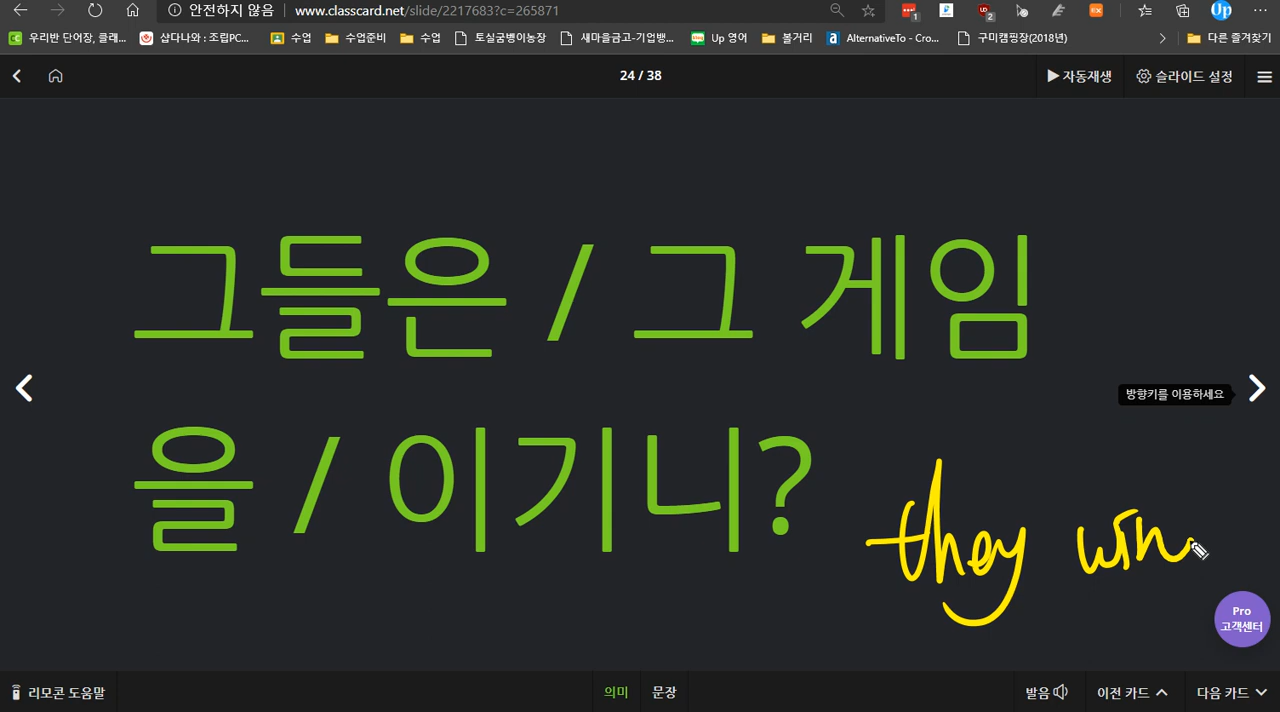 안전하지 않음 www.classcard.net/slide/2217683?c=265871
1 2 Up
우리반 단어장, 클래... 샵다나와 : 조립PC... 수업 수업준비 수업 토실굼벵이농장 새마을금고-기업뱅... Up 영어 볼거리 AlternativeTo - Cro... 구미캠핑장(2018년) 다른 즐겨찾기
24 / 38 자동재생 슬라이드 설정
그들은 / 그 게임
을 / 이기니?
방향키를 이용하세요
they win
Pro
고객센터
리모콘 도움말 의미 문장 발음 이전 카드 다음 카드